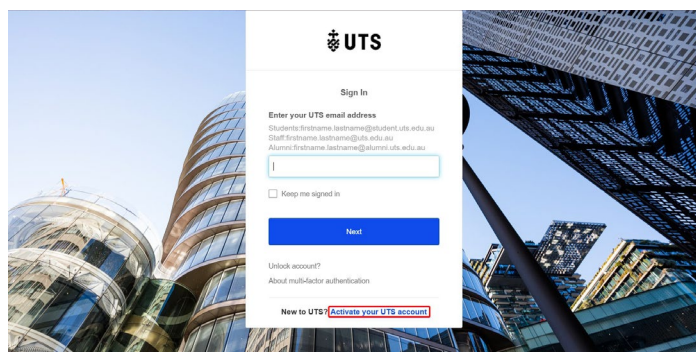 UTS
Sign In
Enter your UTS email address
Students:firstname.lastname@student.uts.edu.au
Staff:firstname.lastname@uts.edu.au
Alumni:firstname.lastname@alumni.uts.edu.au
Keep me signed in
Next
Unlock account?
About multi-factor authentication
New to UTS? Activate your UTS account